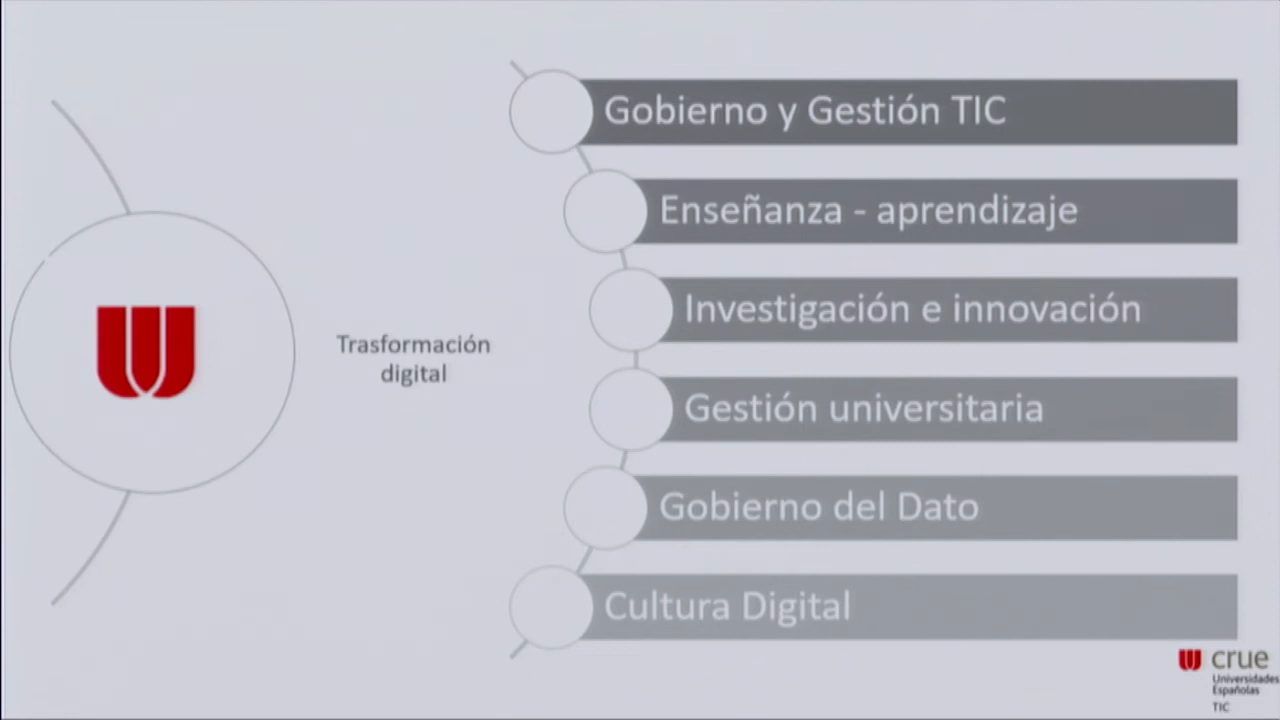 Gobierno y Gestión TIC
Enseñanza - aprendizaje
Investigación e innovación
Trasformación
digital
Gestión universitaria
Gobierno del Dato
Cultura Digital
crue
Universidades
Españolas
TIC